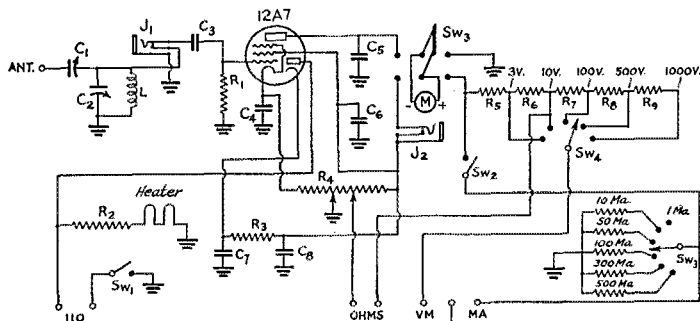 12A7
J1
C3
Sw3
ANT.
C1
C5
3V.
10V.
100V.
500V.
1000V.
R5
R6
R7
R8
R9
C2
L
R1
- M +
C4
C6
J2
Sw4
Sw2
R4
Heater
R2
R3
C7
C8
10 Ma.
50 Ma.
100 Ma.
300 Ma.
500 Ma.
1 Ma.
Sw3
Sw1
110
OHMS
VM
MA